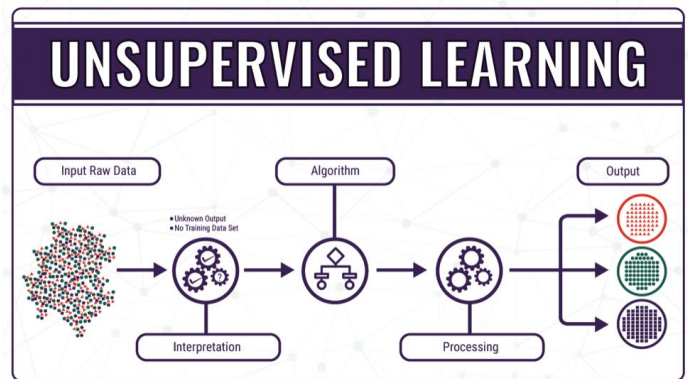 UNSUPERVISED LEARNING
Input Raw Data
Algorithm
Output
• Unknown Output
• No Training Data Set
Interpretation
Processing